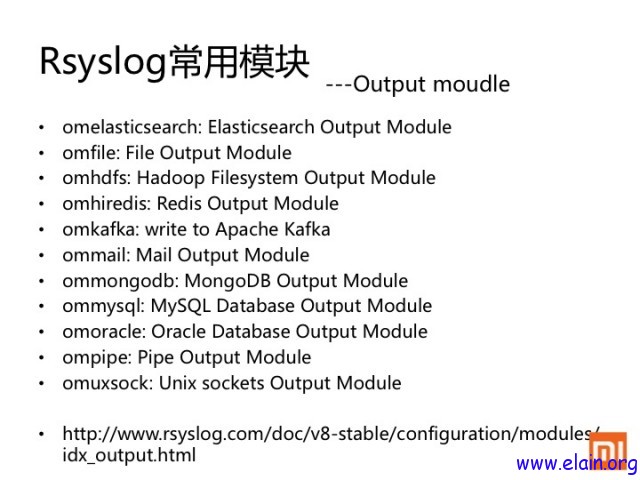 Rsyslog常用模块 ---Output moudle
• omelasticsearch: Elasticsearch Output Module
• omfile: File Output Module
• omhdfs: Hadoop Filesystem Output Module
• omhiredis: Redis Output Module
• omkafka: write to Apache Kafka
• ommail: Mail Output Module
• ommongodb: MongoDB Output Module
• ommysql: MySQL Database Output Module
• omoracle: Oracle Database Output Module
• ompipe: Pipe Output Module
• omuxsock: Unix sockets Output Module
• http://www.rsyslog.com/doc/v8-stable/configuration/modules/
idx_output.html
mi
www.elain.org